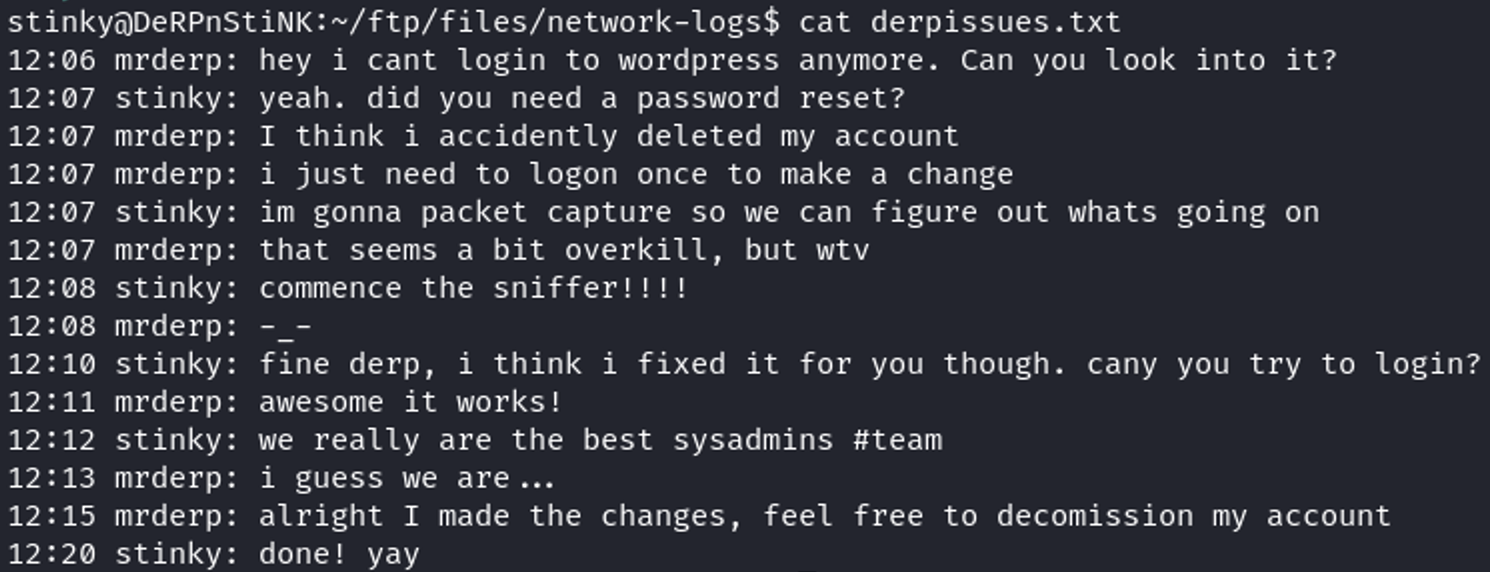 stinky@DeRPnStiNK:~/ftp/files/network-logs$ cat derpissues.txt
12:06 mrderp: hey i cant login to wordpress anymore. Can you look into it?
12:07 stinky: yeah. did you need a password reset?
12:07 mrderp: I think i accidently deleted my account
12:07 mrderp: i just need to logon once to make a change
12:07 stinky: im gonna packet capture so we can figure out whats going on
12:07 mrderp: that seems a bit overkill, but wtv
12:08 stinky: commence the sniffer!!!!
12:08 mrderp: -_-
12:10 stinky: fine derp, i think i fixed it for you though. cany you try to login?
12:11 mrderp: awesome it works!
12:12 stinky: we really are the best sysadmins #team
12:13 mrderp: i guess we are...
12:15 mrderp: alright I made the changes, feel free to decomission my account
12:20 stinky: done! yay